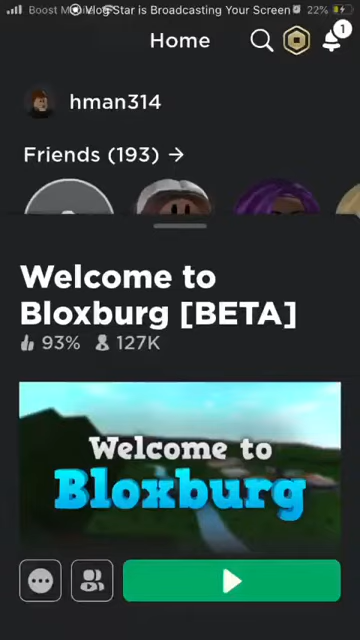 Boost Mobile Vlog Star is Broadcasting Your Screen 22%
Home
1
hman314
Friends (193) →
Welcome to
Bloxburg [BETA]
93% 127K
Welcome to
Bloxburg